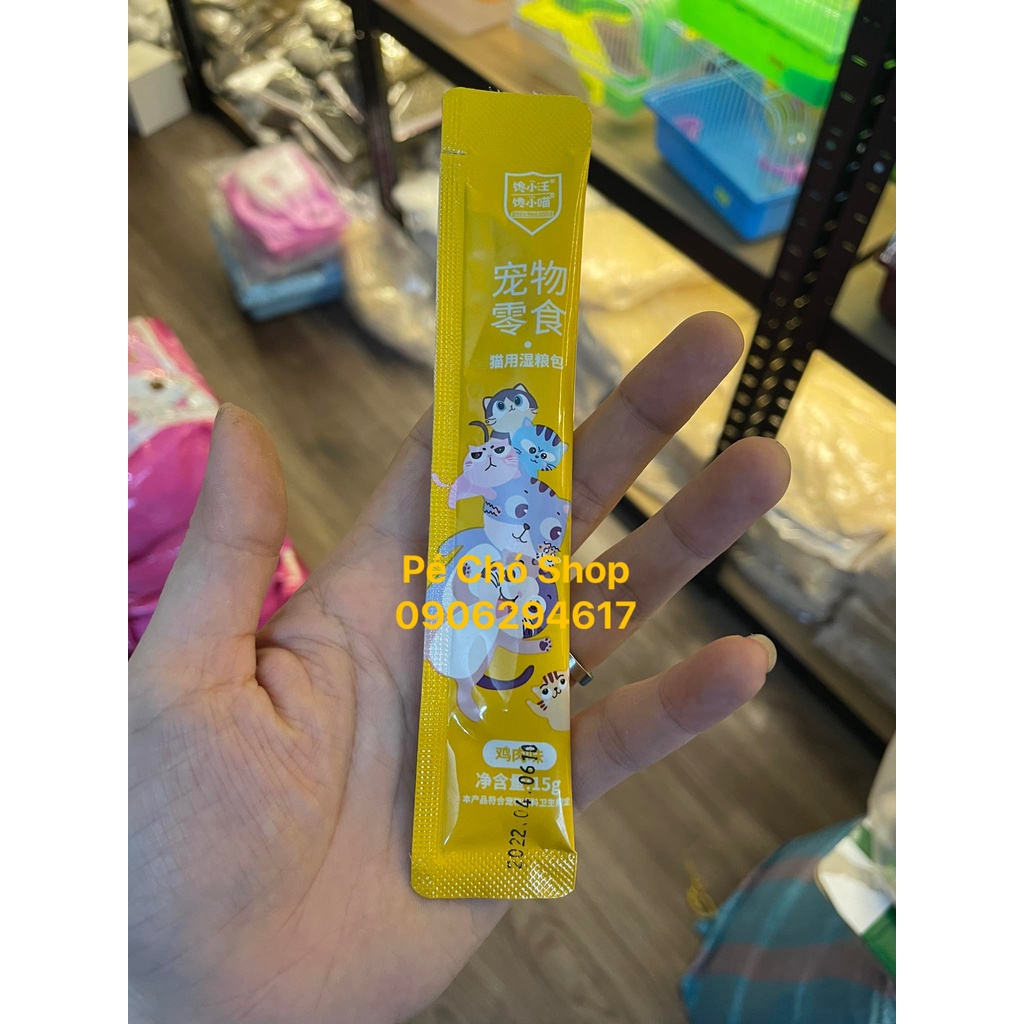 馋小汪
馋小喵
宠物
零食
猫用湿粮包
Pé Chó Shop
0906294617
鸡肉味
净含量:15g
2022.04.0610